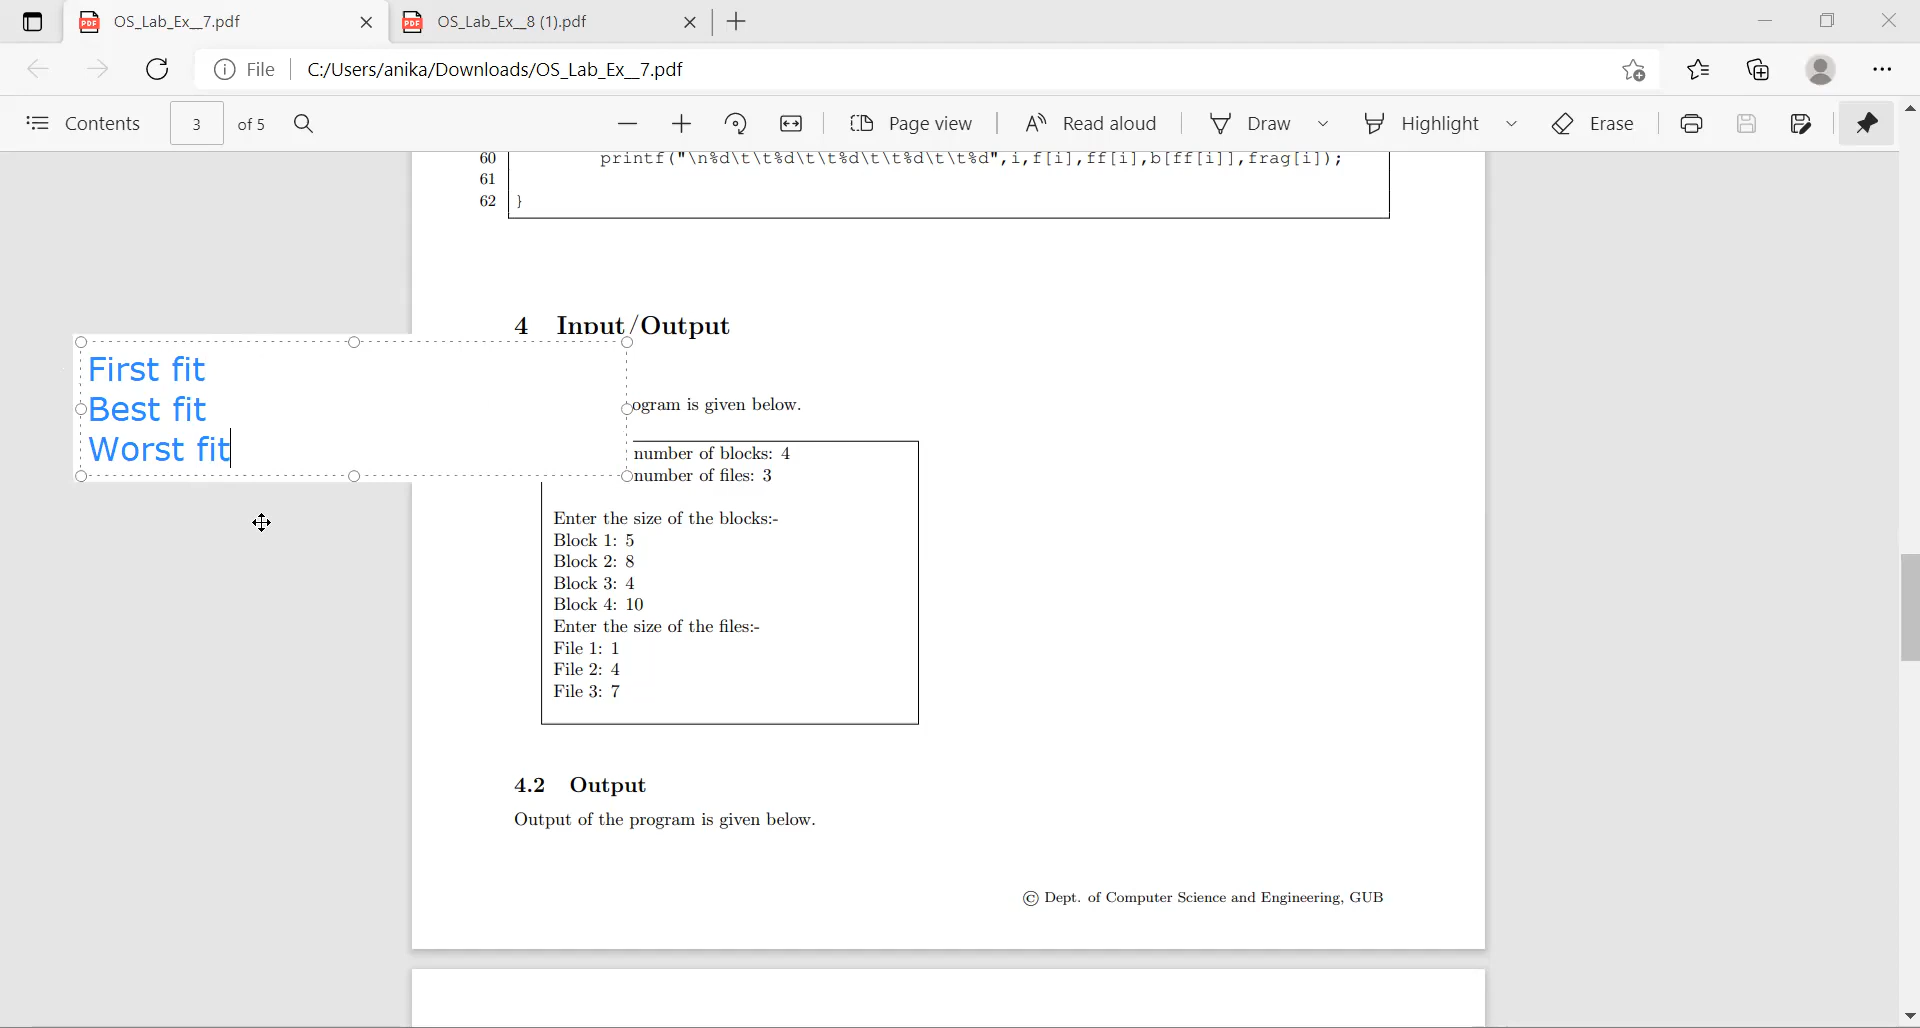 OS_Lab_Ex__7.pdf
OS_Lab_Ex__8 (1).pdf
File
C:/Users/anika/Downloads/OS_Lab_Ex__7.pdf
Contents
3
of 5
Page view
Read aloud
Draw
Highlight
Erase
60 printf("\n%d\t\t%d\t\t%d\t\t%d\t\t%d",i,f[i],ff[i],b[ff[i]],frag[i]);
61
62 }
4 Input/Output
First fit
Best fit
Worst fit
ogram is given below.
number of blocks: 4
number of files: 3
Enter the size of the blocks:-
Block 1: 5
Block 2: 8
Block 3: 4
Block 4: 10
Enter the size of the files:-
File 1: 1
File 2: 4
File 3: 7
4.2 Output
Output of the program is given below.
© Dept. of Computer Science and Engineering, GUB